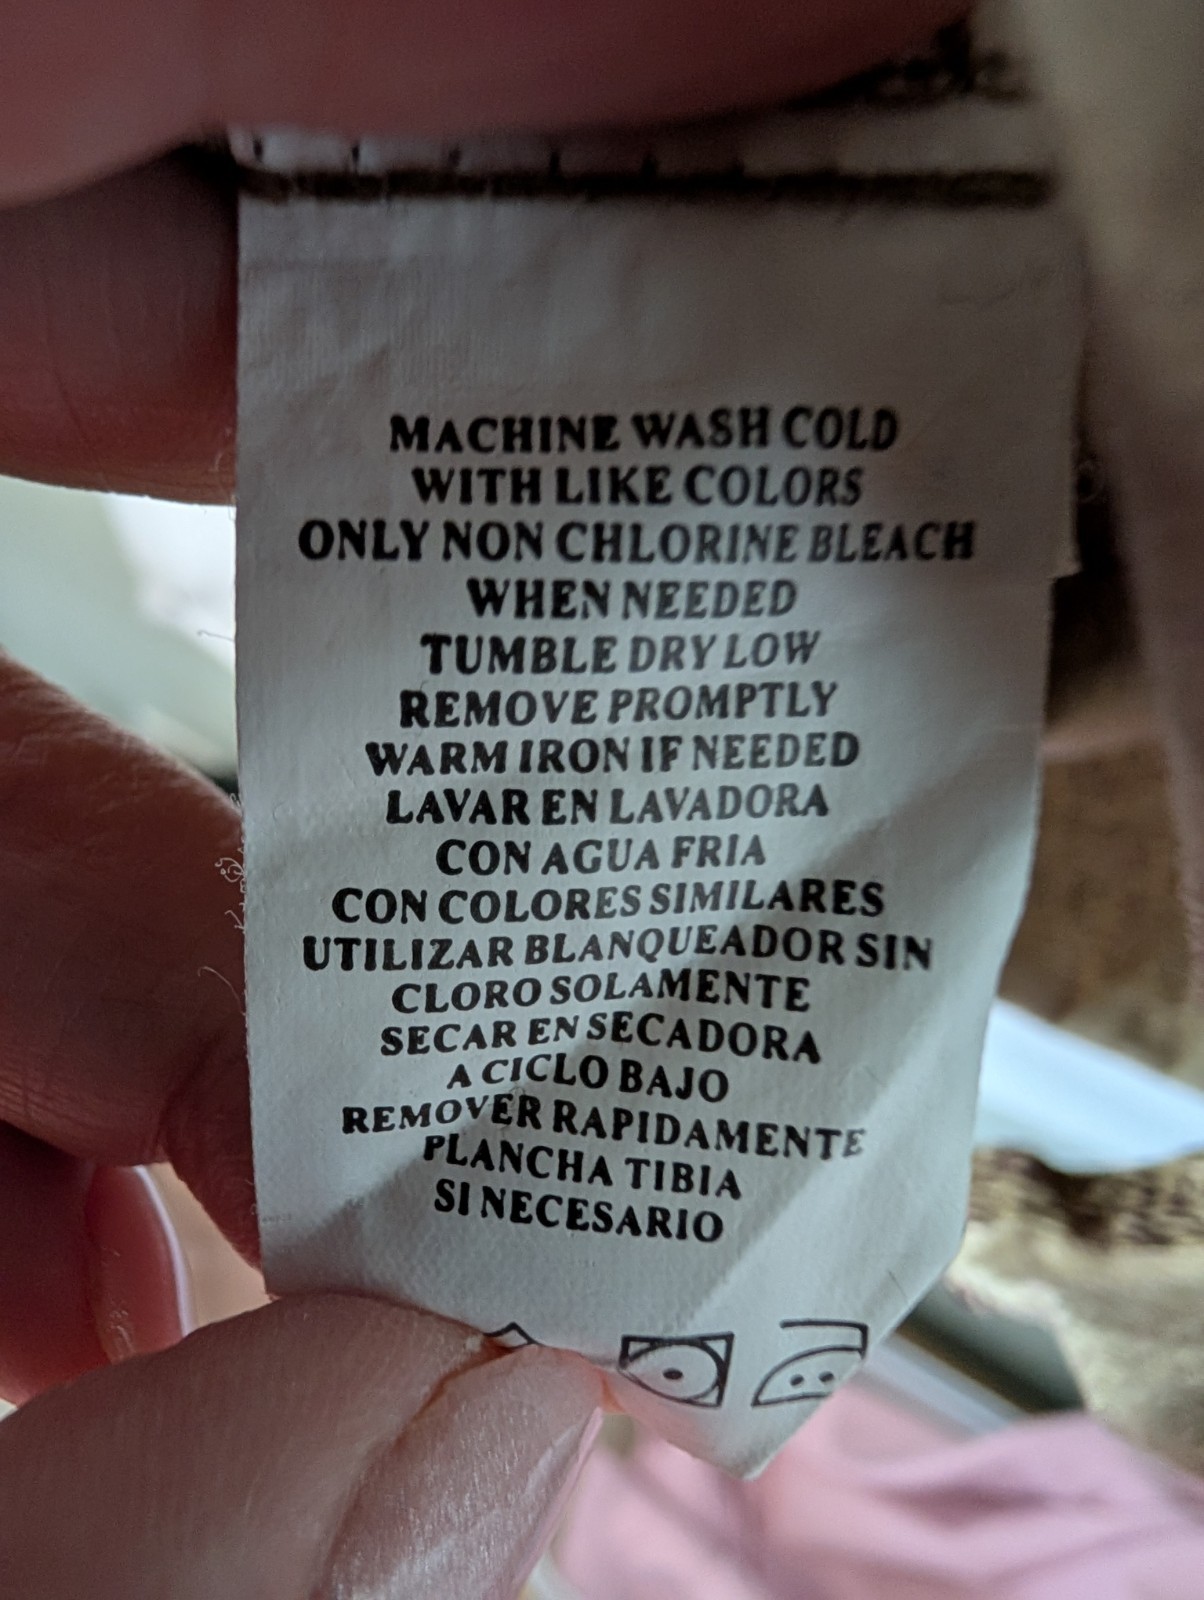 MACHINE WASH COLD
WITH LIKE COLORS
ONLY NON CHLORINE BLEACH
WHEN NEEDED
TUMBLE DRY LOW
REMOVE PROMPTLY
WARM IRON IF NEEDED
LAVAR EN LAVADORA
CON AGUA FRIA
CON COLORES SIMILARES
UTILIZAR BLANQUEADOR SIN
CLORO SOLAMENTE
SECAR EN SECADORA
A CICLO BAJO
REMOVER RAPIDAMENTE
PLANCHA TIBIA
SI NECESARIO